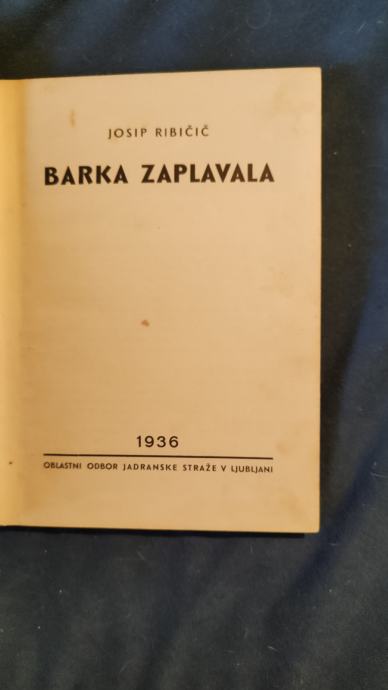 JOSIP RIBIČIČ
BARKA ZAPLAVALA
1936
OBLASTNI ODBOR JADRANSKE STRAŽE V LJUBLJANI